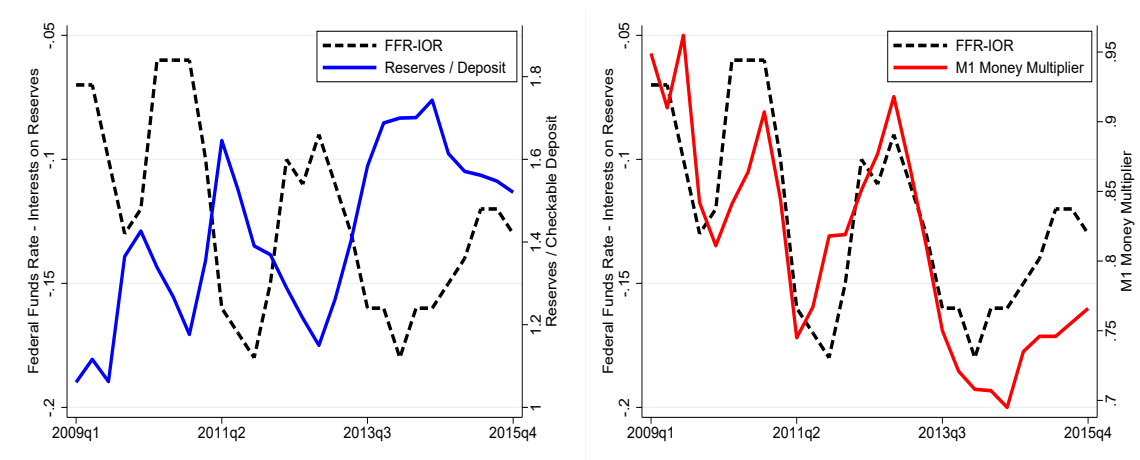 FFR-IOR
Reserves / Deposit
Federal Funds Rate - Interests on Reserves
-.05
-.1
-.15
-.2
Reserves / Checkable Deposit
1.8
1.6
1.4
1.2
1
2009q1 2011q2 2013q3 2015q4
FFR-IOR
M1 Money Multiplier
Federal Funds Rate - Interests on Reserves
-.05
-.1
-.15
-.2
M1 Money Multiplier
.95
.9
.85
.8
.75
.7
2009q1 2011q2 2013q3 2015q4